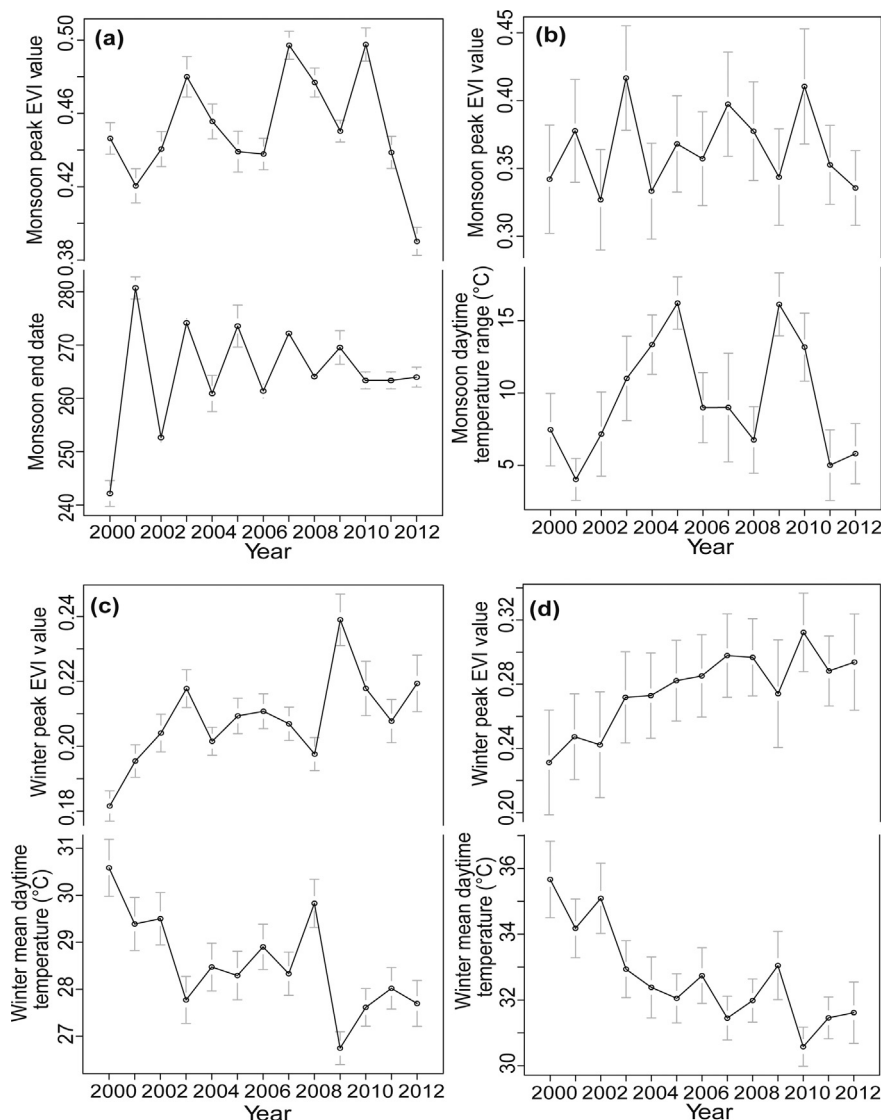 (a)
Monsoon peak EVI value
0.50
0.46
0.42
0.38
Monsoon end date
280
270
260
250
240
2000 2002 2004 2006 2008 2010 2012
Year
(b)
Monsoon peak EVI value
0.45
0.40
0.35
0.30
Monsoon daytime
temperature range (°C)
15
10
5
2000 2002 2004 2006 2008 2010 2012
Year
(c)
Winter peak EVI value
0.24
0.22
0.20
0.18
Winter mean daytime
temperature (°C)
31
30
29
28
27
2000 2002 2004 2006 2008 2010 2012
Year
(d)
Winter peak EVI value
0.32
0.28
0.24
0.20
Winter mean daytime
temperature (°C)
36
34
32
30
2000 2002 2004 2006 2008 2010 2012
Year